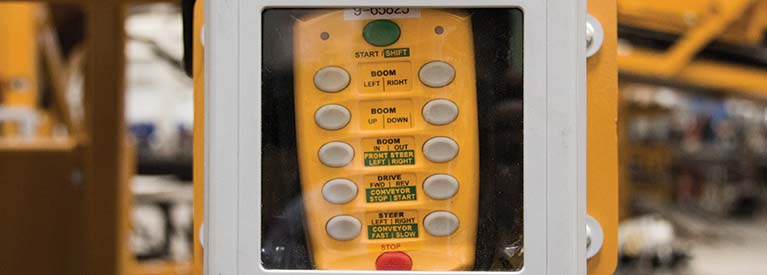 9-65825
START / SHIFT
BOOM
LEFT | RIGHT
BOOM
UP | DOWN
BOOM
IN | OUT
FRONT STEER
LEFT | RIGHT
DRIVE
FWD | REV
CONVEYOR
STOP | START
STEER
LEFT | RIGHT
CONVEYOR
FAST | SLOW
STOP